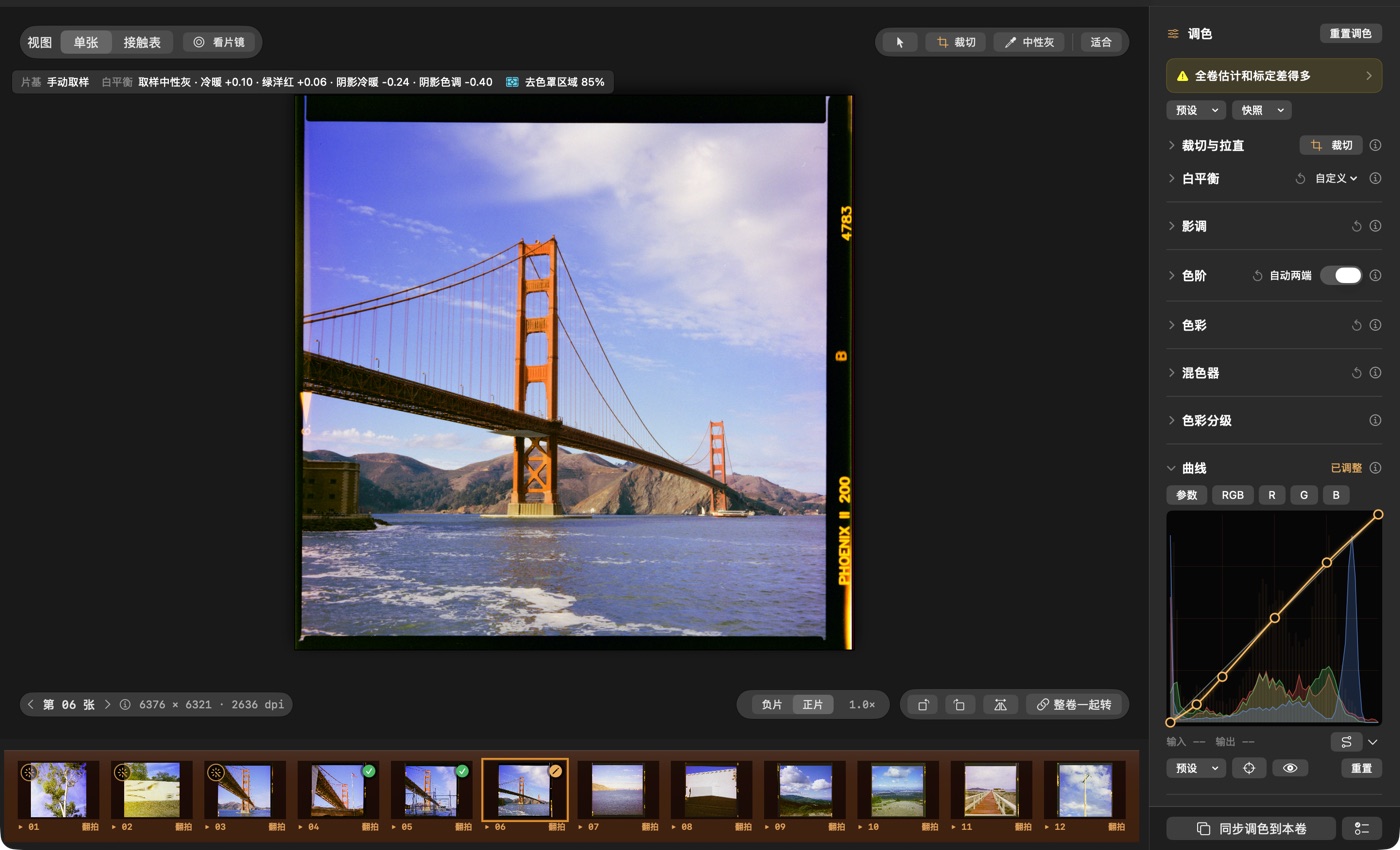 视图 单张 接触表 看片镜
裁切 中性灰 适合
片基 手动取样 白平衡 取样中性灰 · 冷暖 +0.10 · 绿洋红 +0.06 · 阴影冷暖 -0.24 · 阴影色调 -0.40 去色罩区域 85%
4783
B
PHOENIX II 200
第 06 张 6376 × 6321 · 2636 dpi
负片 正片 1.0×
整卷一起转
01 翻拍
02 翻拍
03 翻拍
04 翻拍
05 翻拍
06 翻拍
07 翻拍
08 翻拍
09 翻拍
10 翻拍
11 翻拍
12 翻拍
调色 重置调色
全卷估计和标定差得多
预设 快照
裁切与拉直 裁切
白平衡 自定义
影调
色阶 自动两端
色彩
混色器
色彩分级
曲线 已调整
参数 RGB R G B
输入 -- 输出 --
预设 重置
同步调色到本卷